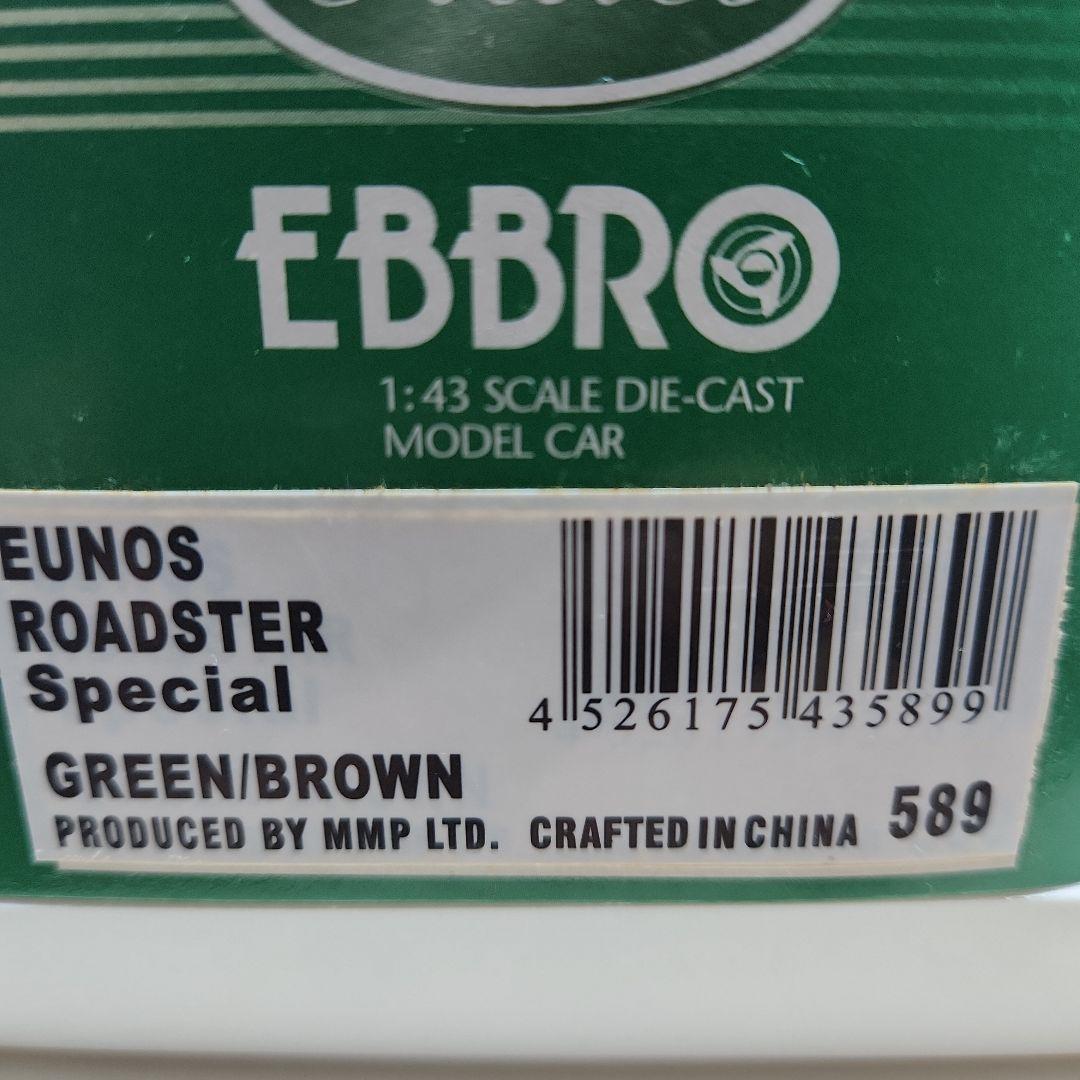 EBBRO
1:43 SCALE DIE-CAST
MODEL CAR
EUNOS
ROADSTER
Special
4 526175 435899
GREEN/BROWN
PRODUCED BY MMP LTD. CRAFTED IN CHINA 589